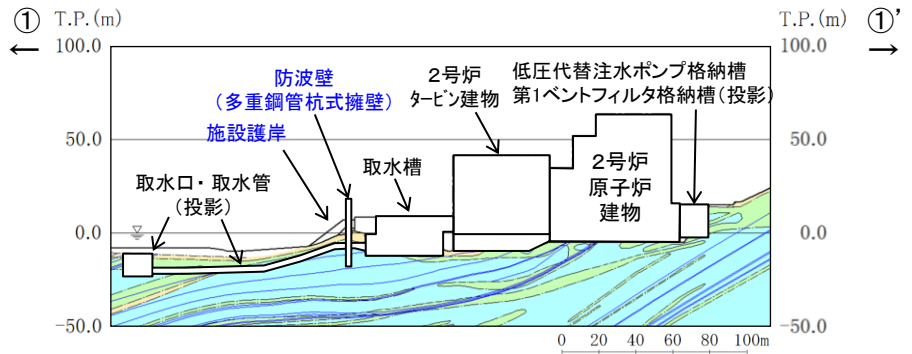 ① T.P.(m)
T.P.(m) ①’
100.0
100.0
防波壁
(多重鋼管杭式擁壁)
施設護岸
2号炉
タービン建物
低圧代替注水ポンプ格納槽
第1ベントフィルタ格納槽(投影)
50.0
50.0
取水槽
取水口・取水管
(投影)
2号炉
原子炉
建物
0.0
0.0
-50.0
-50.0
0 20 40 60 80 100m